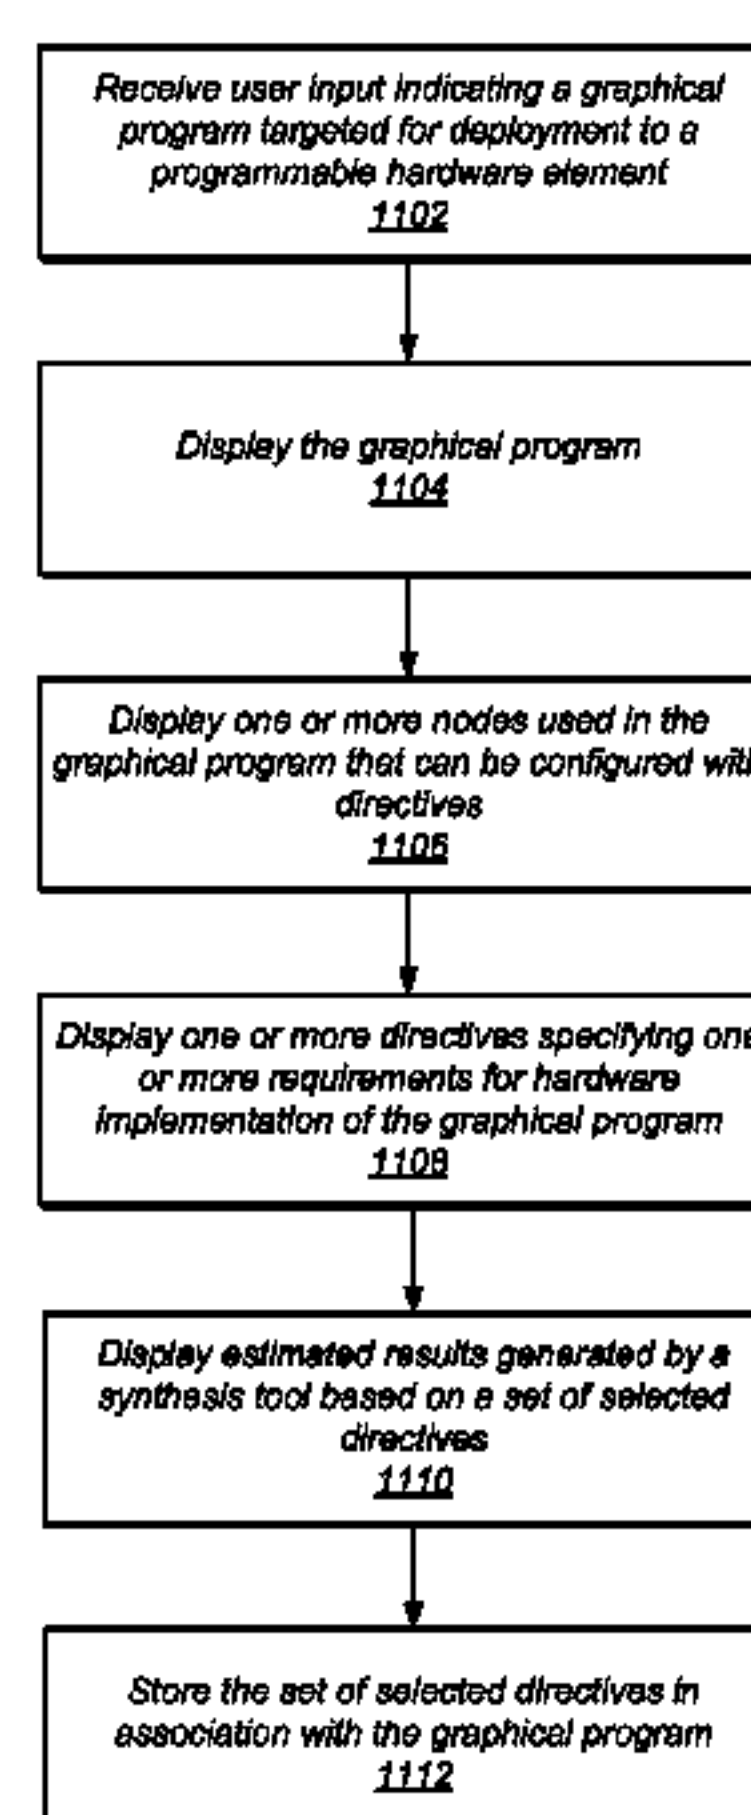 Receive user input indicating a graphical
program targeted for deployment to a
programmable hardware element
1102
Display the graphical program
1104
Display one or more nodes used in the
graphical program that can be configured with
directives
1106
Display one or more directives specifying one
or more requirements for hardware
implementation of the graphical program
1108
Display estimated results generated by a
synthesis tool based on a set of selected
directives
1110
Store the set of selected directives in
association with the graphical program
1112